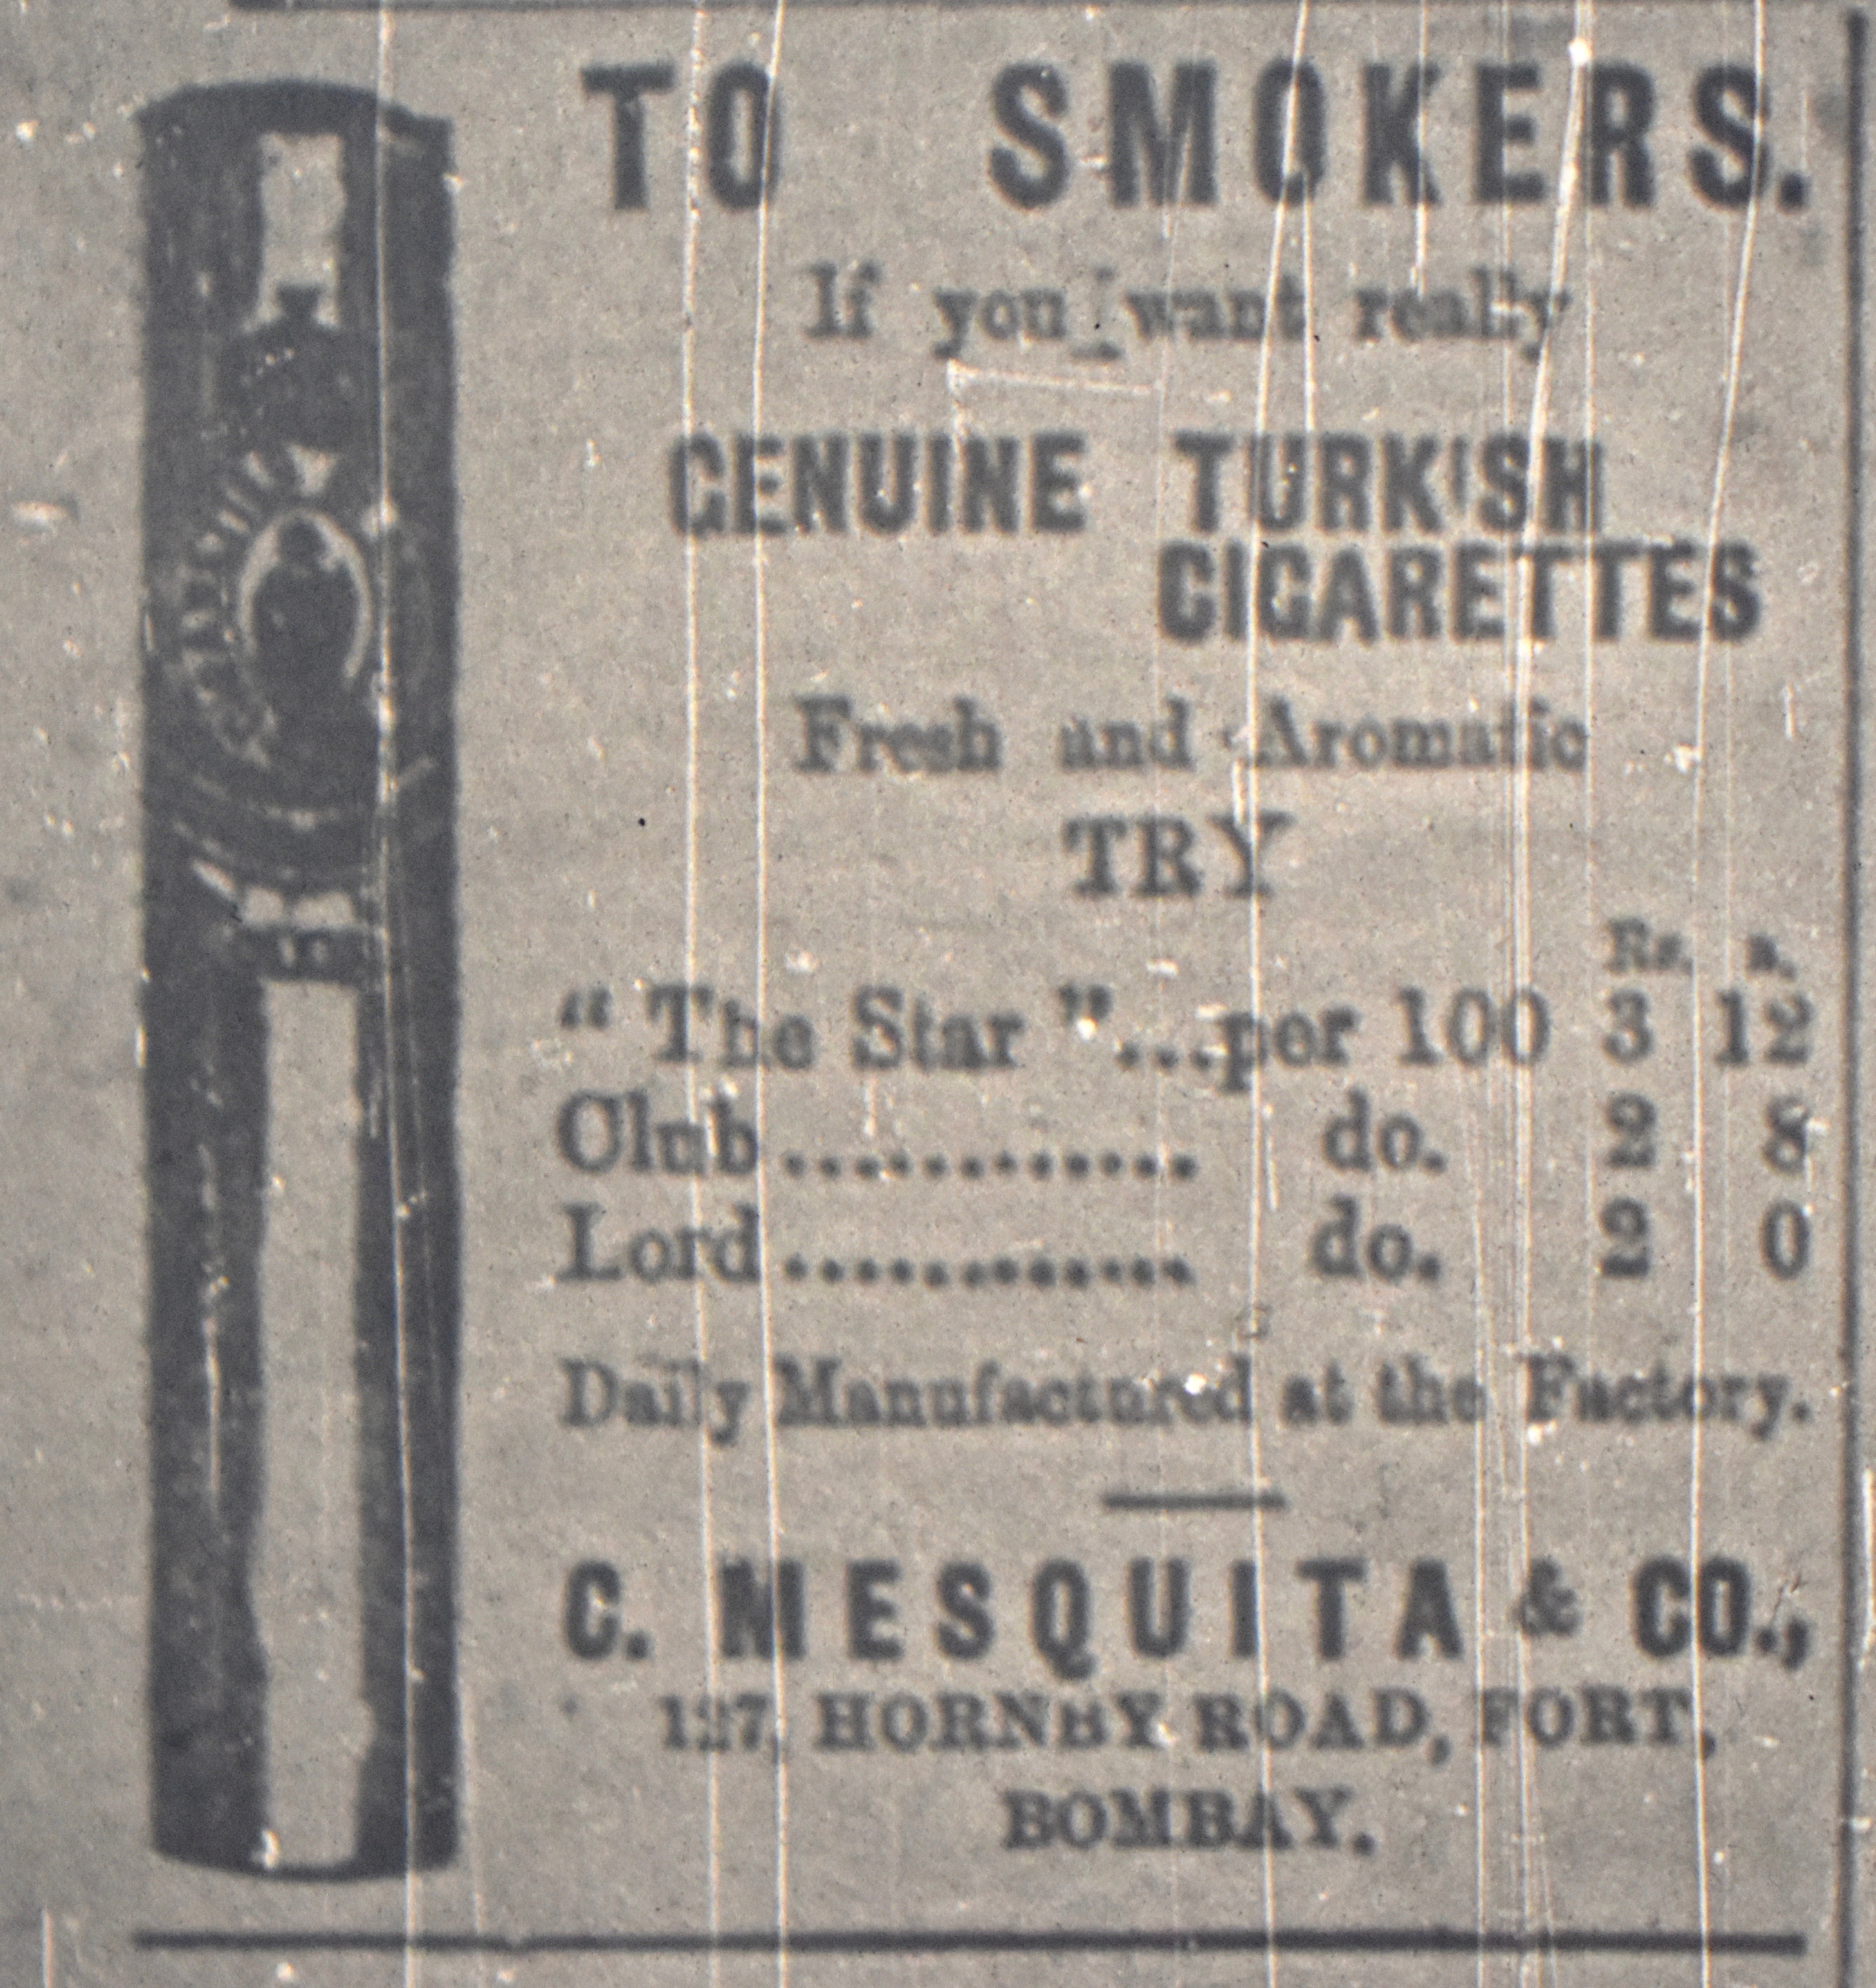 TO SMOKERS.
If you want really
GENUINE TURKISH
CIGARETTES
Fresh and Aromatic
TRY
Rs. a.
“The Star”...per 100 3 12
Club............ do. 2 8
Lord............ do. 2 0
Daily Manufactured at the Factory.
C. MESQUITA & CO.,
127, HORNBY ROAD, FORT,
BOMBAY.